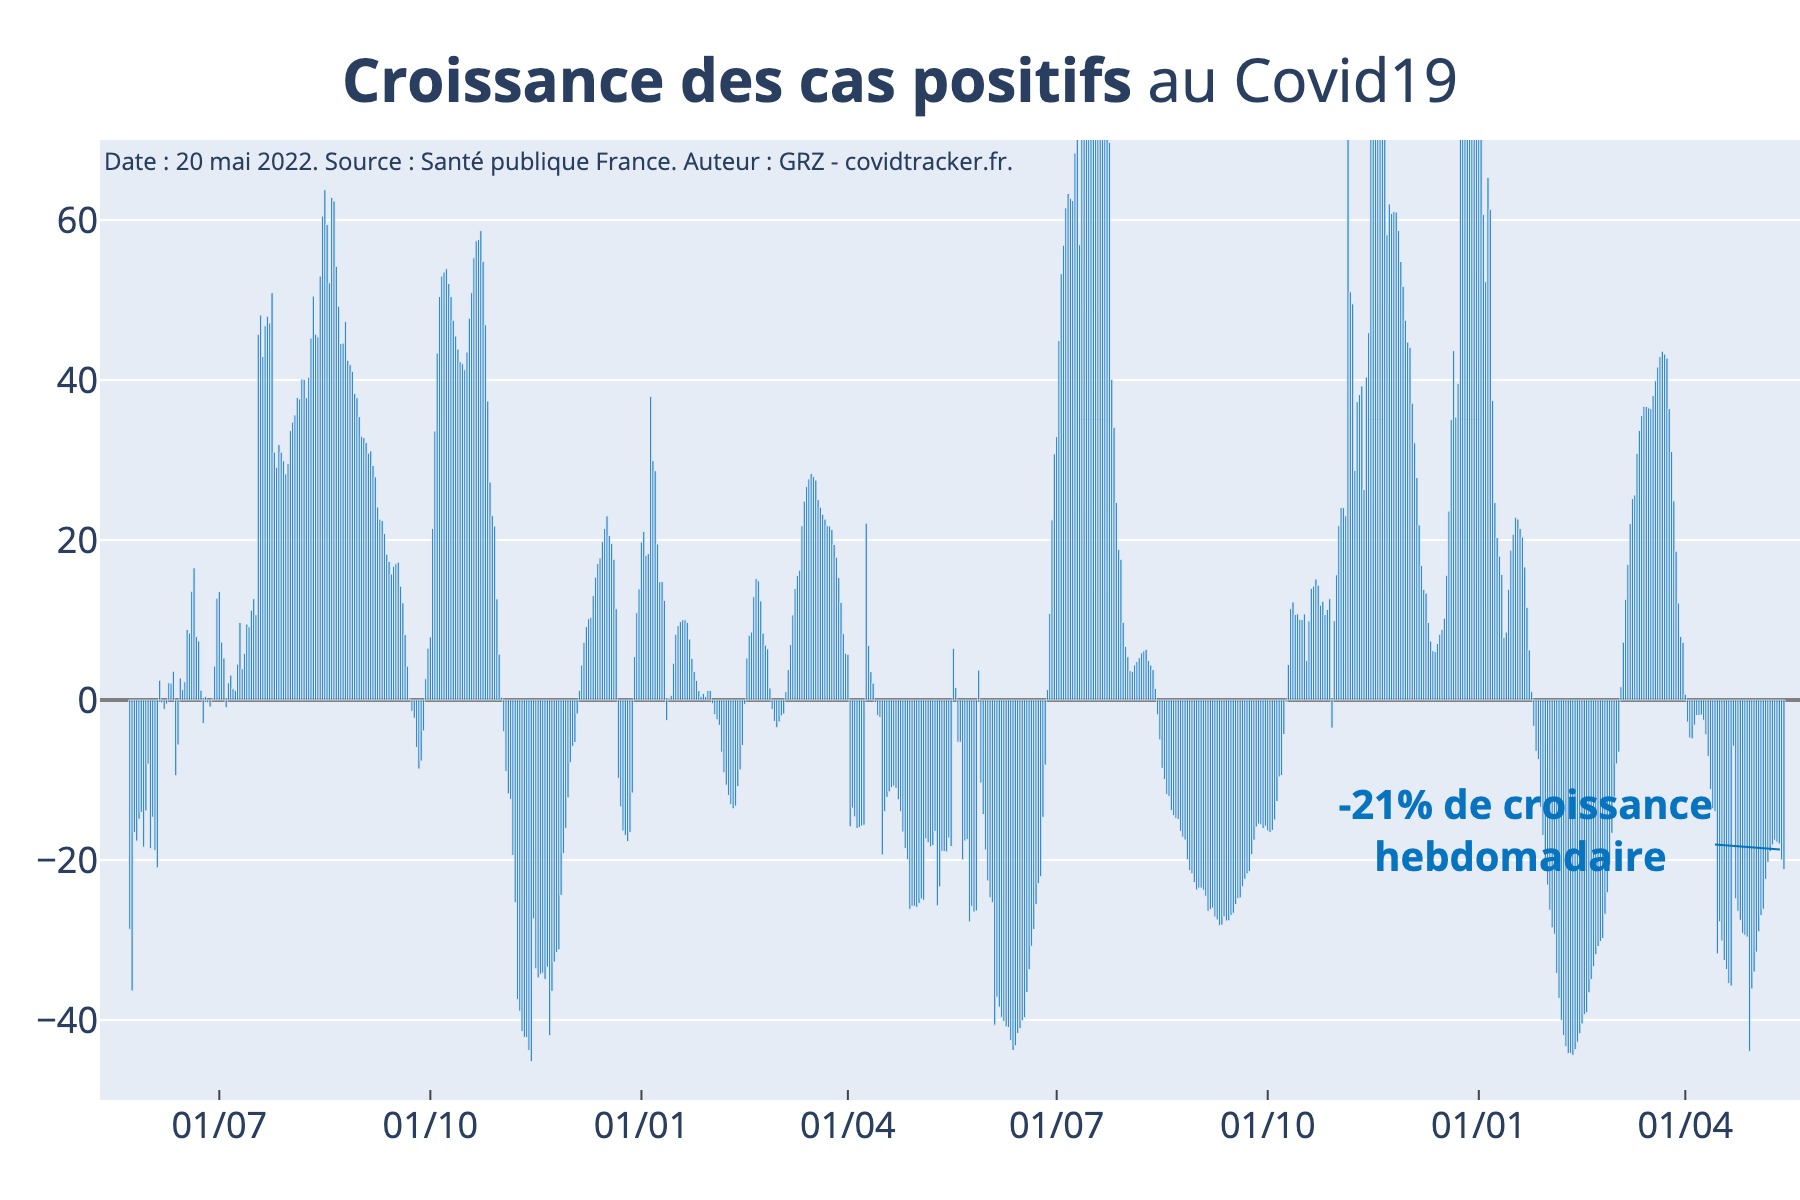 Croissance des cas positifs au Covid19
Date : 20 mai 2022. Source : Santé publique France. Auteur : GRZ - covidtracker.fr.
60
40
20
0
−20
−40
-21% de croissance
hebdomadaire
01/07 01/10 01/01 01/04 01/07 01/10 01/01 01/04